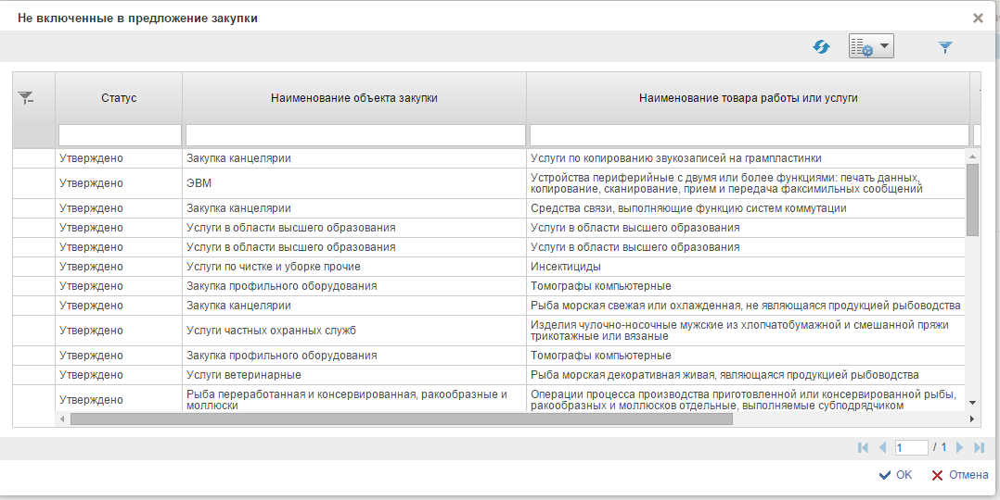 Не включенные в предложение закупки
Статус Наименование объекта закупки Наименование товара работы или услуги
Утверждено Закупка канцелярии Услуги по копированию звукозаписей на грампластинки
Утверждено ЭВМ Устройства периферийные с двумя или более функциями: печать данных,
копирование, сканирование, прием и передача факсимильных сообщений
Утверждено Закупка канцелярии Средства связи, выполняющие функцию систем коммутации
Утверждено Услуги в области высшего образования Услуги в области высшего образования
Утверждено Услуги в области высшего образования Услуги в области высшего образования
Утверждено Услуги по чистке и уборке прочие Инсектициды
Утверждено Закупка профильного оборудования Томографы компьютерные
Утверждено Закупка канцелярии Рыба морская свежая или охлажденная, не являющаяся продукцией рыбоводства
Утверждено Услуги частных охранных служб Изделия чулочно-носочные мужские из хлопчатобумажной и смешанной пряжи
трикотажные или вязаные
Утверждено Закупка профильного оборудования Томографы компьютерные
Утверждено Услуги ветеринарные Рыба морская декоративная живая, являющаяся продукцией рыбоводства
Утверждено Рыба переработанная и консервированная, ракообразные и
моллюски Операции процесса производства приготовленной или консервированной рыбы,
ракообразных и моллюсков отдельные, выполняемые субподрядчиком
1 / 1
OK Отмена